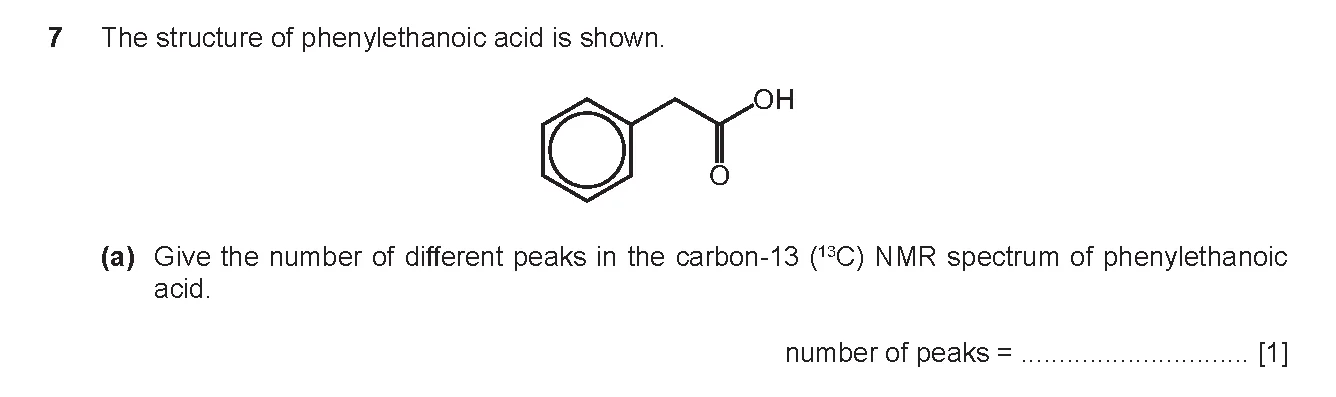 7 The structure of phenylethanoic acid is shown.
OH
O
(a) Give the number of different peaks in the carbon-13 (¹³C) NMR spectrum of phenylethanoic
acid.
number of peaks = .............................. [1]